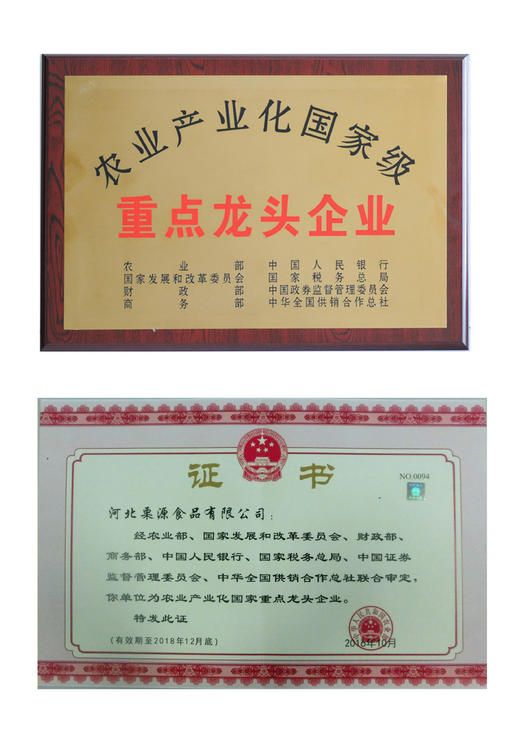 农业产业化国家级
重点龙头企业
农业部 中国人民银行
国家发展和改革委员会 国家税务总局
财政部 中国政券监督管理委员会
商务部 中华全国供销合作总社
证书
NO.0094
河北栗源食品有限公司：
经农业部、国家发展和改革委员会、财政部、
商务部、中国人民银行、国家税务总局、中国证券
监督管理委员会、中华全国供销合作总社联合审定，
你单位为农业产业化国家重点龙头企业。
特发此证
(有效期至2018年12月底)
2016年10月